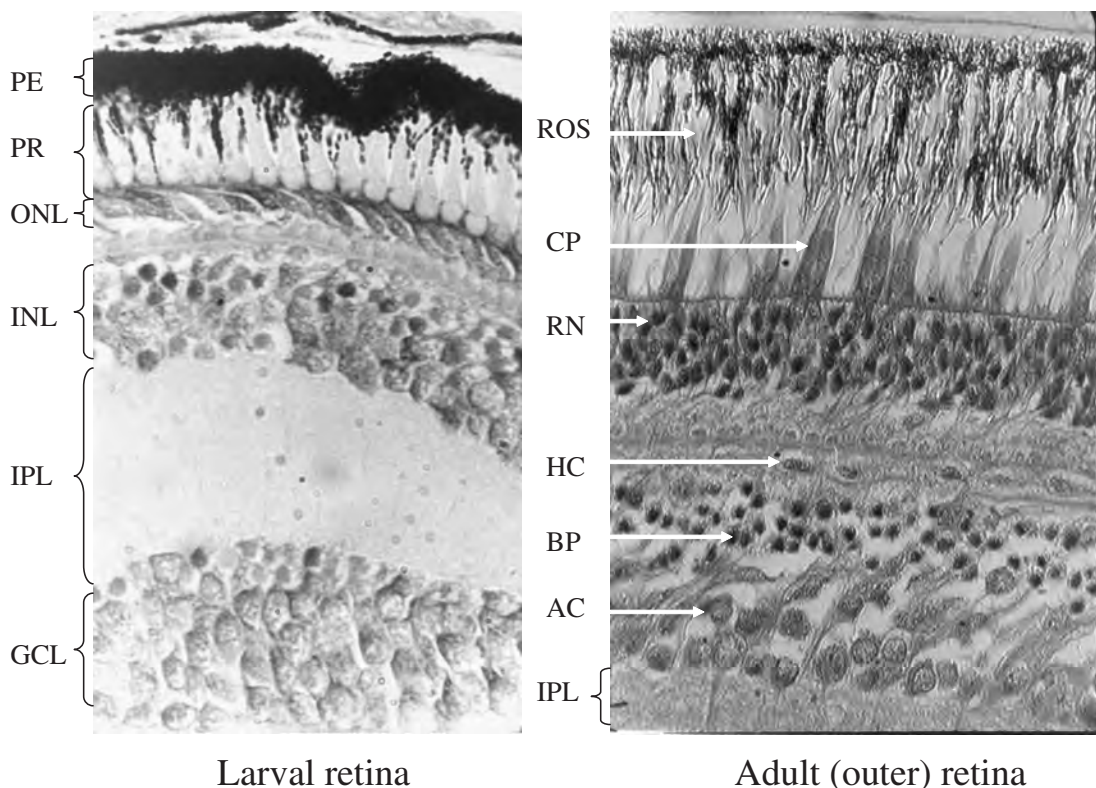 PE
PR
ONL
INL
IPL
GCL
Larval retina
ROS
CP
RN
HC
BP
AC
IPL
Adult (outer) retina